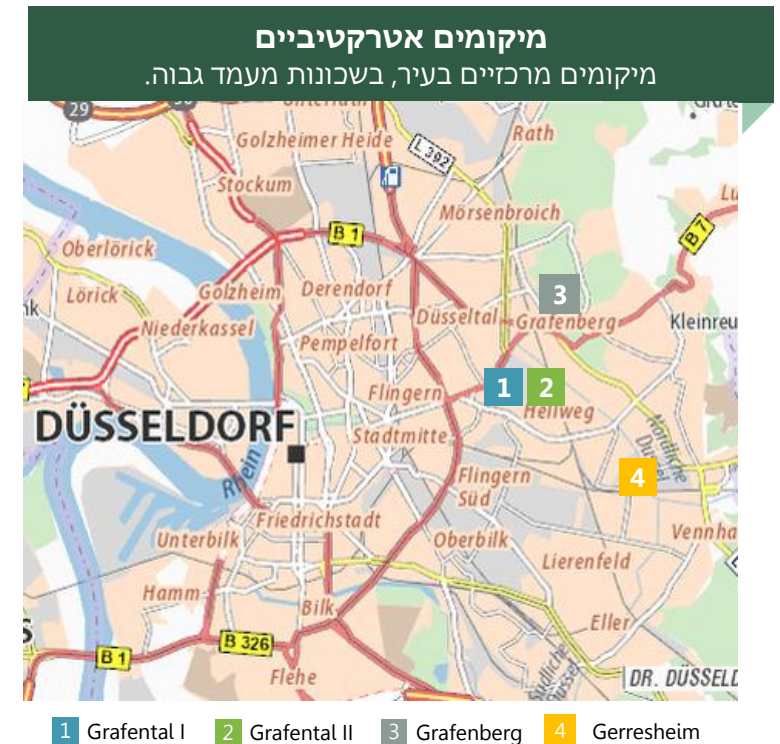 מיקומים אטרקטיביים
מיקומים מרכזיים בעיר, בשכונות מעמד גבוה.
29
Golzheimer Heide
L 392
Rath
Stockum
Mörsenbroich
B 1
B 7
Oberlörick
Lörick
Golzheim
Derendorf
3
Düsseltal
Grafenberg
Kleinreu
Niederkassel
Pempelfort
Flingern
1
2
Hellweg
DÜSSELDORF
Stadtmitte
Nördliche
Rhein
Flingern
Süd
4
Friedrichstadt
Unterbilk
Oberbilk
Vennha
Lierenfeld
Hamm
Bilk
Eller
B 326
B 1
Flehe
Südliche
DR. DÜSSELD
1 Grafental I
2 Grafental II
3 Grafenberg
4 Gerresheim